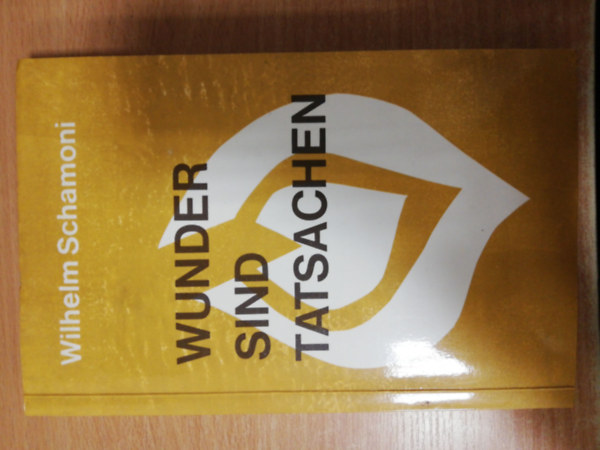 Wilhelm Schamoni
WUNDER
SIND
TATSACHEN